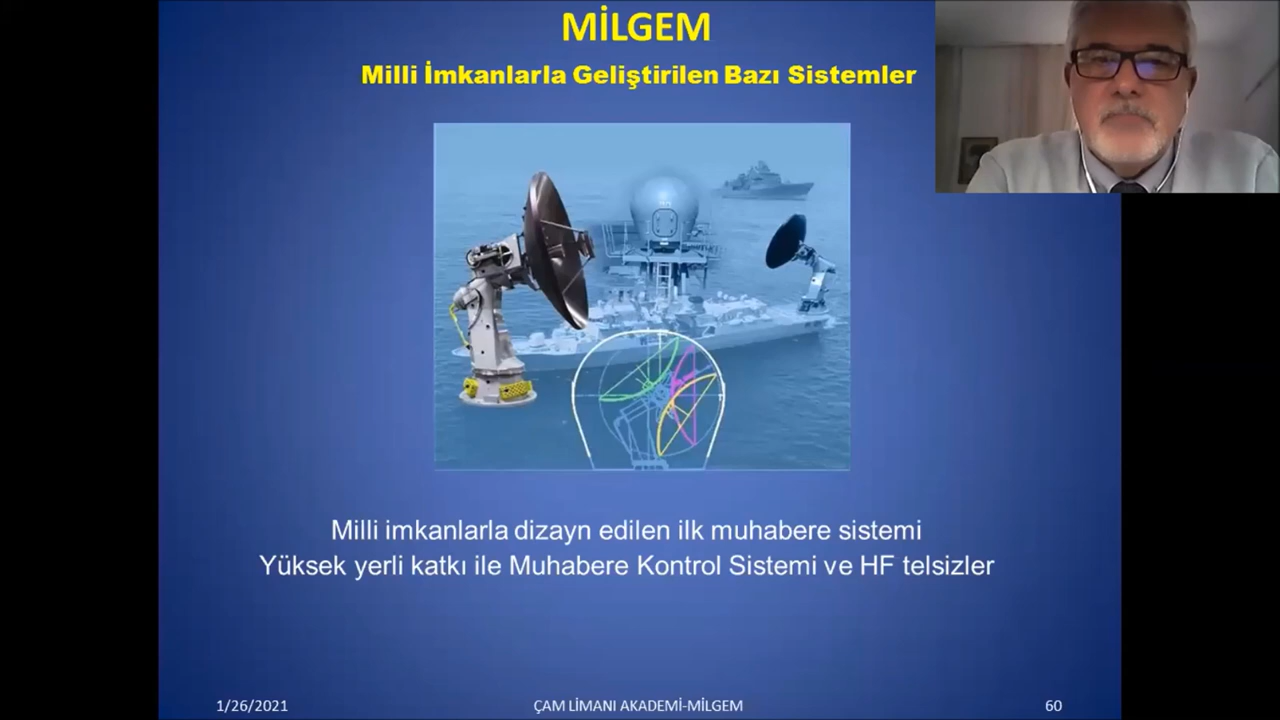 MİLGEM
Milli İmkanlarla Geliştirilen Bazı Sistemler
Milli imkanlarla dizayn edilen ilk muhabere sistemi
Yüksek yerli katkı ile Muhabere Kontrol Sistemi ve HF telsizler
1/26/2021
ÇAM LİMANI AKADEMİ-MİLGEM
60